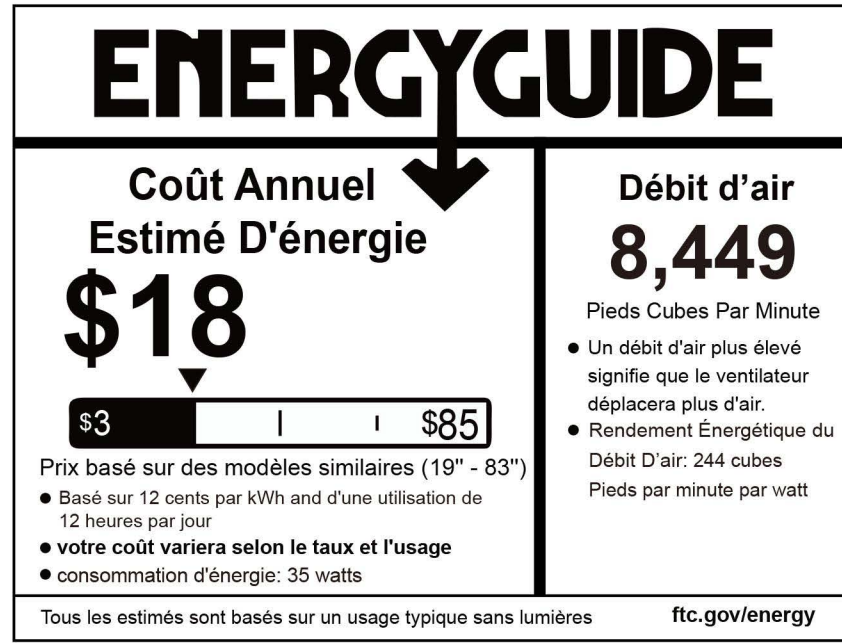 ENERGYGUIDE
Coût Annuel
Estimé D'énergie
$18
$3 $85
Prix basé sur des modèles similaires (19" - 83")
● Basé sur 12 cents par kWh and d'une utilisation de
12 heures par jour
● votre coût variera selon le taux et l'usage
● consommation d'énergie: 35 watts
Débit d’air
8,449
Pieds Cubes Par Minute
● Un débit d'air plus élevé
signifie que le ventilateur
déplacera plus d'air.
● Rendement Énergétique du
Débit D’air: 244 cubes
Pieds par minute par watt
Tous les estimés sont basés sur un usage typique sans lumières
ftc.gov/energy